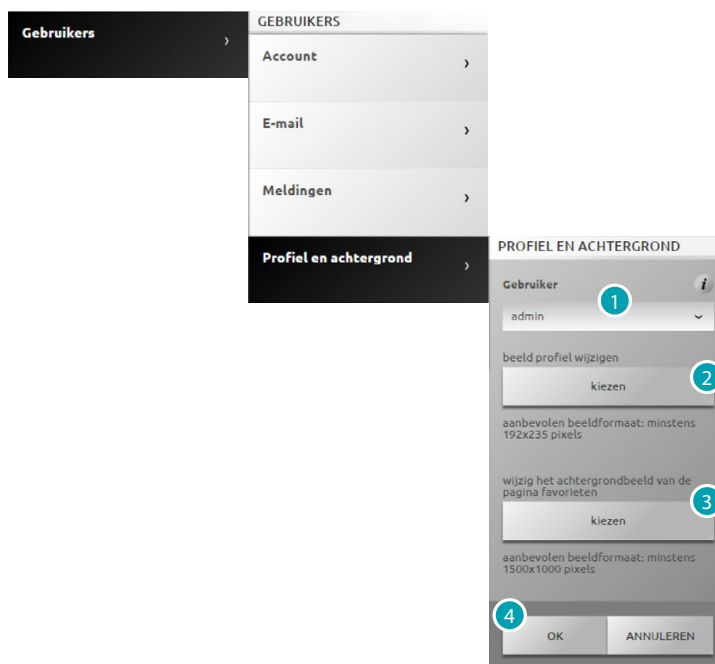 Gebruikers
GEBRUIKERS
Account
E-mail
Meldingen
Profiel en achtergrond
PROFIEL EN ACHTERGROND
Gebruiker
i
1
admin
beeld profiel wijzigen
kiezen
2
aanbevolen beeldformaat: minstens
192x235 pixels
wijzig het achtergrondbeeld van de
pagina favorieten
kiezen
3
aanbevolen beeldformaat: minstens
1500x1000 pixels
4
OK
ANNULEREN